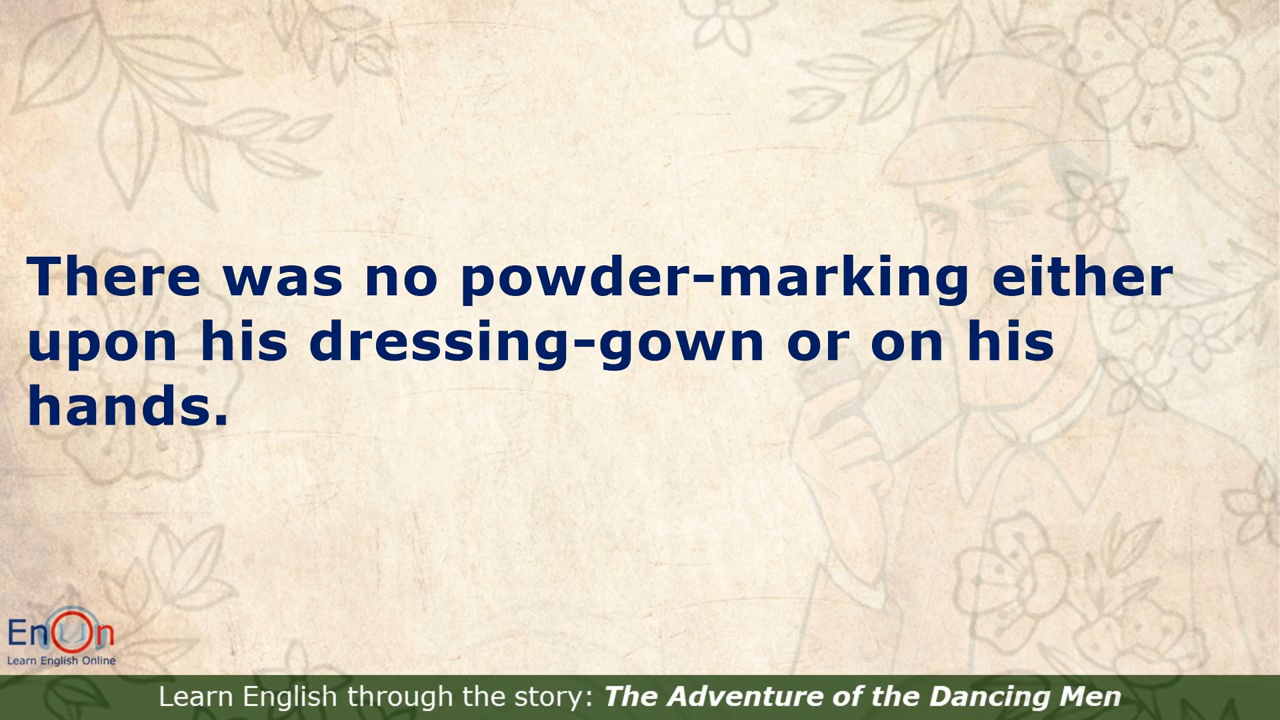 There was no powder-marking either
upon his dressing-gown or on his
hands.
EnOn
Learn English Online
Learn English through the story: The Adventure of the Dancing Men